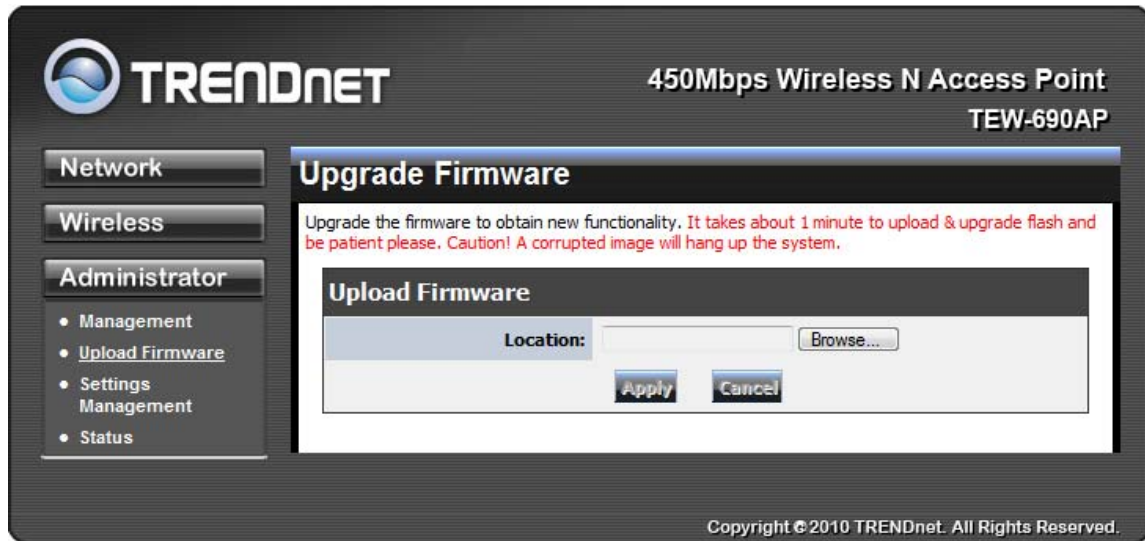 TRENDNET
450Mbps Wireless N Access Point
TEW-690AP
Network
Wireless
Administrator
• Management
• Upload Firmware
• Settings
Management
• Status
Upgrade Firmware
Upgrade the firmware to obtain new functionality. It takes about 1 minute to upload & upgrade flash and
be patient please. Caution! A corrupted image will hang up the system.
Upload Firmware
Location:
Browse...
Apply
Cancel
Copyright ©2010 TRENDnet. All Rights Reserved.